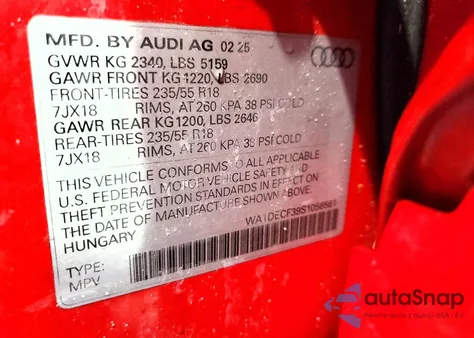 MFD. BY AUDI AG 02 25
GVWR KG 2340, LBS 5159
GAWR FRONT KG 1220, LBS 2690
FRONT-TIRES 235/55 R18
7JX18 RIMS, AT 260 KPA 38 PSI COLD
GAWR REAR KG 1200, LBS 2646
REAR-TIRES 235/55 R18
7JX18 RIMS, AT 260 KPA 38 PSI COLD
THIS VEHICLE CONFORMS TO ALL APPLICABLE
U.S. FEDERAL MOTOR VEHICLE SAFETY AND
THEFT PREVENTION STANDARDS IN EFFECT ON
THE DATE OF MANUFACTURE SHOWN ABOVE.
HUNGARY
TYPE:
MPV
autaSnap